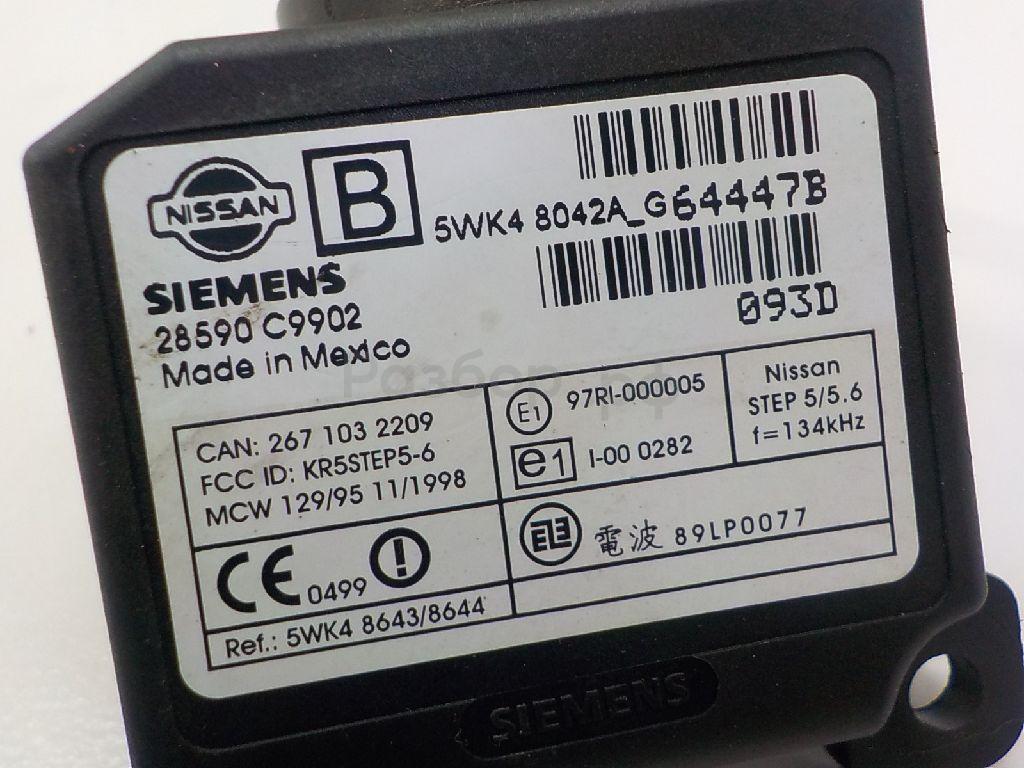 NISSAN
B
5WK4 8042A_G64447B
SIEMENS
093D
28590 C9902
Made in Mexico
Разбор.рф
CAN: 267 103 2209
FCC ID: KR5STEP5-6
MCW 129/95 11/1998
E1 97RI-000005
e1 I-00 0282
Nissan
STEP 5/5.6
f=134kHz
CE 0499
電波 89LP0077
Ref.: 5WK4 8643/8644
SIEMENS